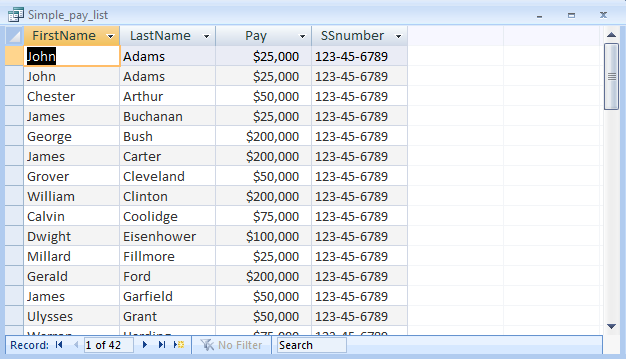 Simple_pay_list
FirstName LastName Pay SSnumber
John Adams $25,000 123-45-6789
John Adams $25,000 123-45-6789
Chester Arthur $50,000 123-45-6789
James Buchanan $25,000 123-45-6789
George Bush $200,000 123-45-6789
James Carter $200,000 123-45-6789
Grover Cleveland $50,000 123-45-6789
William Clinton $200,000 123-45-6789
Calvin Coolidge $75,000 123-45-6789
Dwight Eisenhower $100,000 123-45-6789
Millard Fillmore $25,000 123-45-6789
Gerald Ford $200,000 123-45-6789
James Garfield $50,000 123-45-6789
Ulysses Grant $50,000 123-45-6789
Warren Harding $75,000 123-45-6789
Record: 1 of 42 No Filter Search